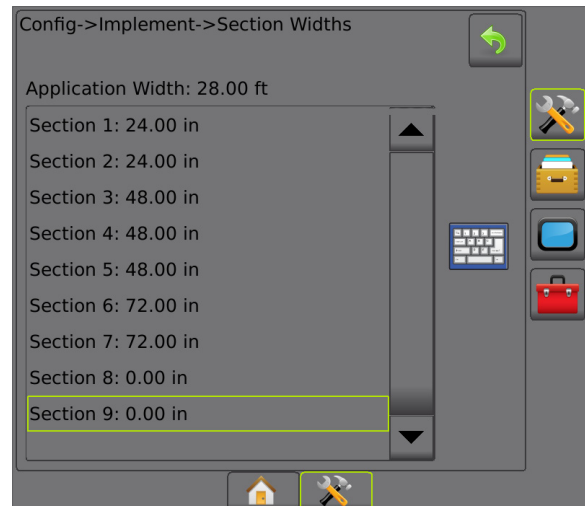 Config->Implement->Section Widths
Application Width: 28.00 ft
Section 1: 24.00 in
Section 2: 24.00 in
Section 3: 48.00 in
Section 4: 48.00 in
Section 5: 48.00 in
Section 6: 72.00 in
Section 7: 72.00 in
Section 8: 0.00 in
Section 9: 0.00 in